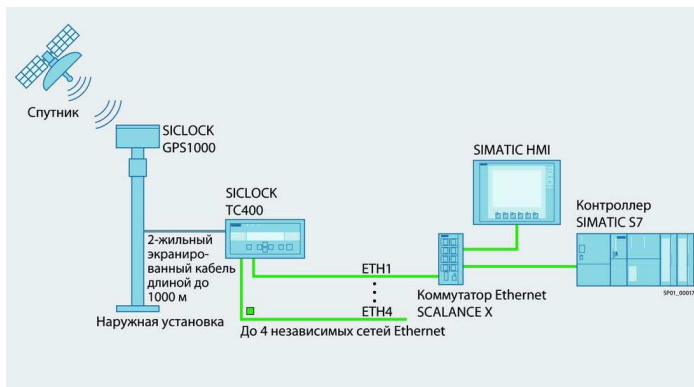 Спутник
SICLOCK
GPS1000
SICLOCK
TC400
2-жильный
экраниро-
ванный кабель
длиной до
1000 м
Наружная установка
SIMATIC HMI
Контроллер
SIMATIC S7
ETH1
ETH4
Коммутатор Ethernet
SCALANCE X
До 4 независимых сетей Ethernet
SP01_00017